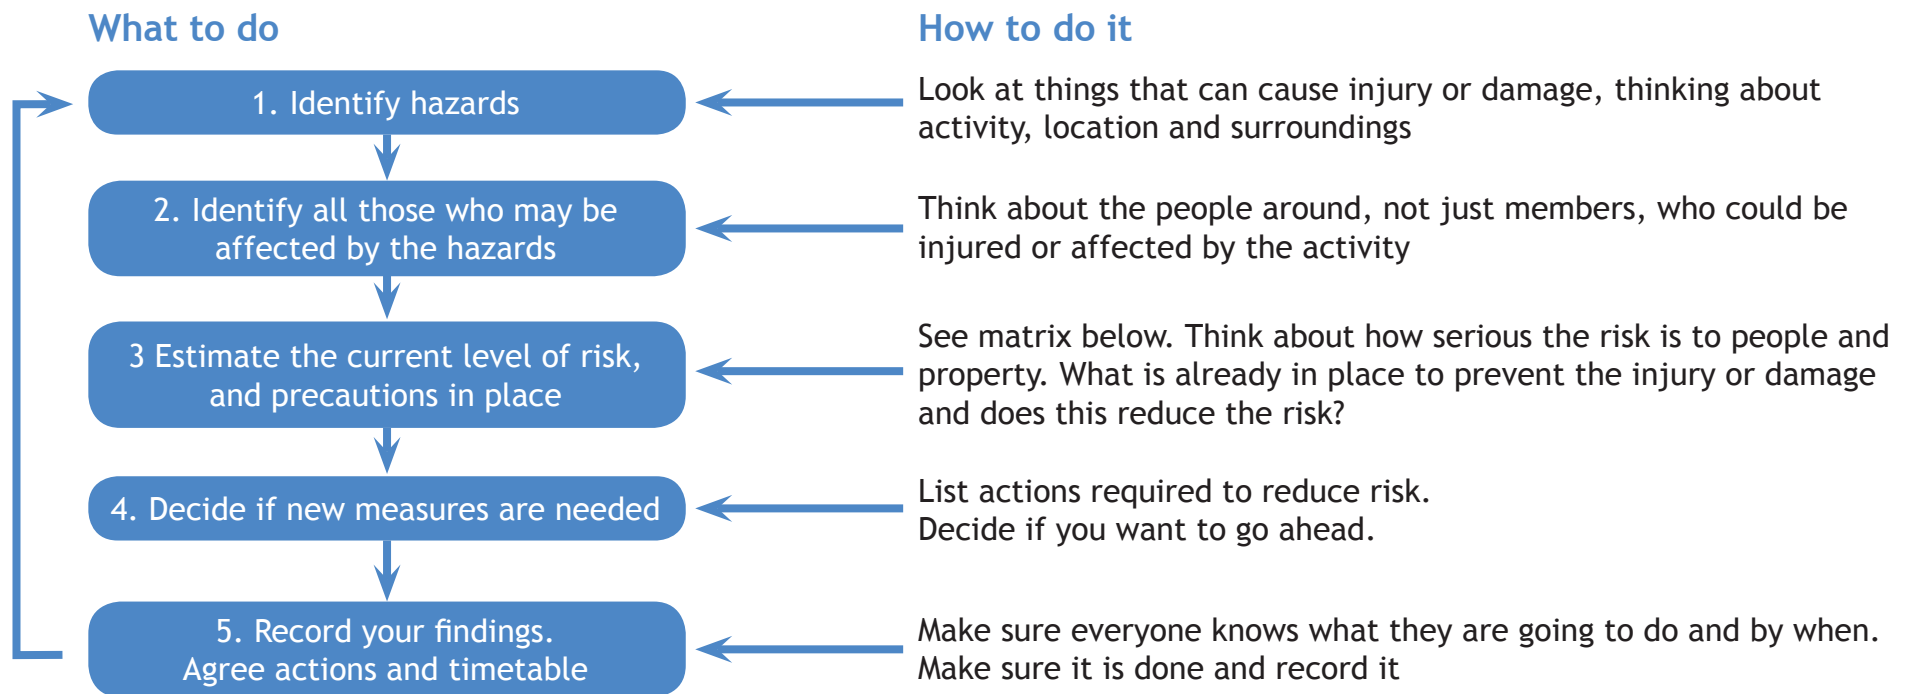 What to do
How to do it
1. Identify hazards
Look at things that can cause injury or damage, thinking about
activity, location and surroundings
2. Identify all those who may be
affected by the hazards
Think about the people around, not just members, who could be
injured or affected by the activity
3 Estimate the current level of risk,
and precautions in place
See matrix below. Think about how serious the risk is to people and
property. What is already in place to prevent the injury or damage
and does this reduce the risk?
4. Decide if new measures are needed
List actions required to reduce risk.
Decide if you want to go ahead.
5. Record your findings.
Agree actions and timetable
Make sure everyone knows what they are going to do and by when.
Make sure it is done and record it